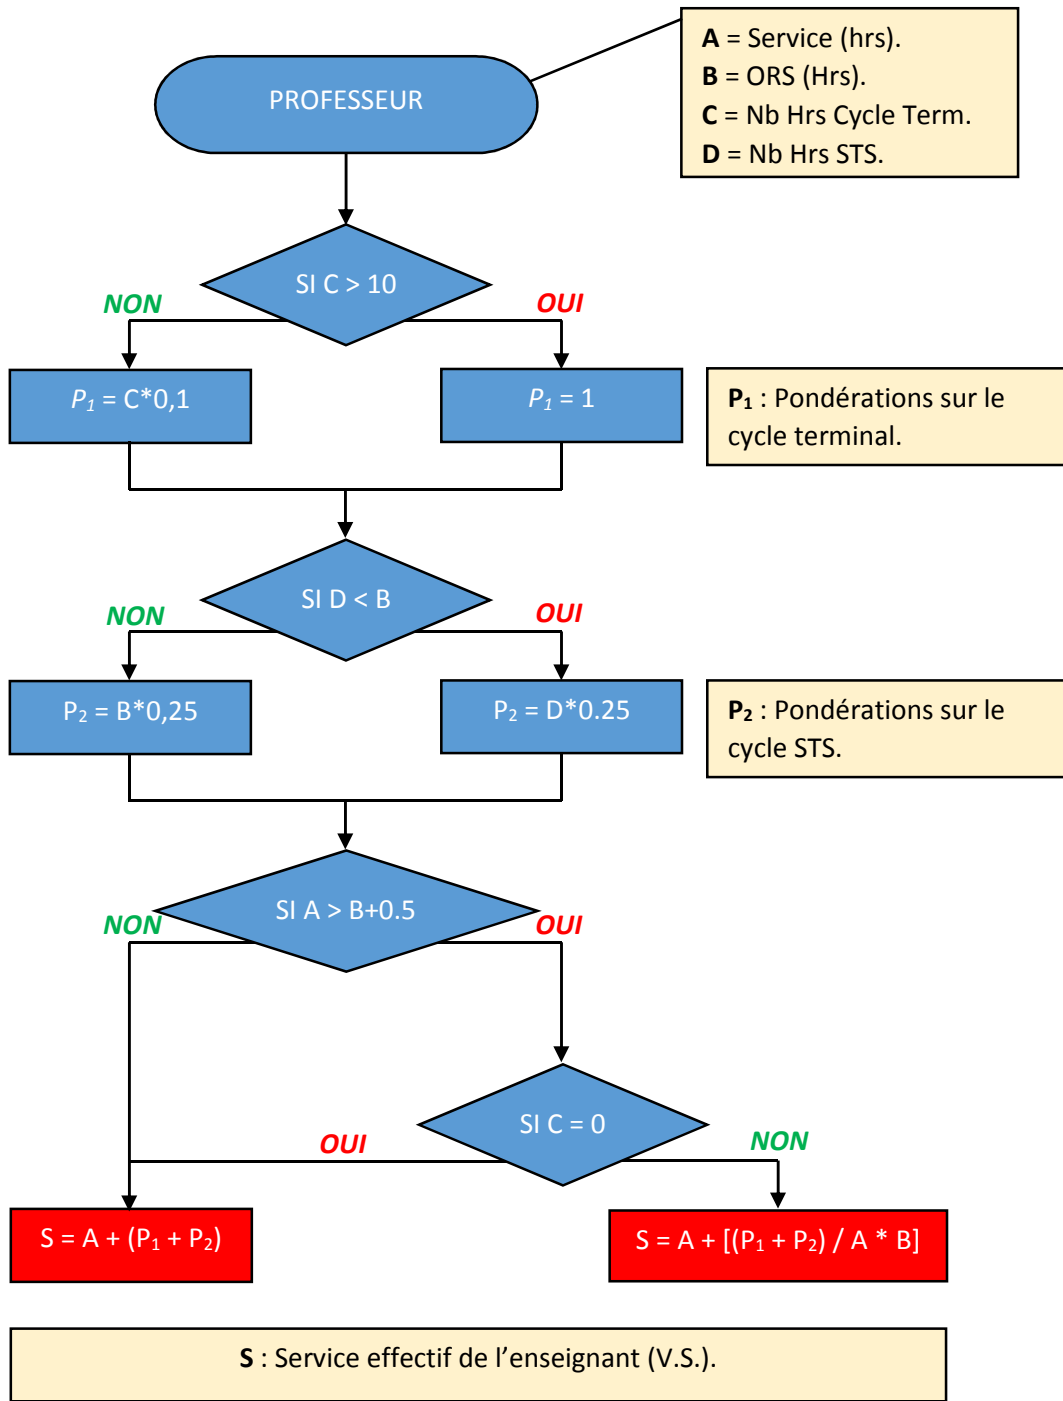 PROFESSEUR
A = Service (hrs).
B = ORS (Hrs).
C = Nb Hrs Cycle Term.
D = Nb Hrs STS.
SI C > 10
NON
OUI
P1 = C*0,1
P1 = 1
P1 : Pondérations sur le
cycle terminal.
SI D < B
NON
OUI
P2 = B*0,25
P2 = D*0.25
P2 : Pondérations sur le
cycle STS.
SI A > B+0.5
NON
OUI
SI C = 0
OUI
NON
S = A + (P1 + P2)
S = A + [(P1 + P2) / A * B]
S : Service effectif de l’enseignant (V.S.).